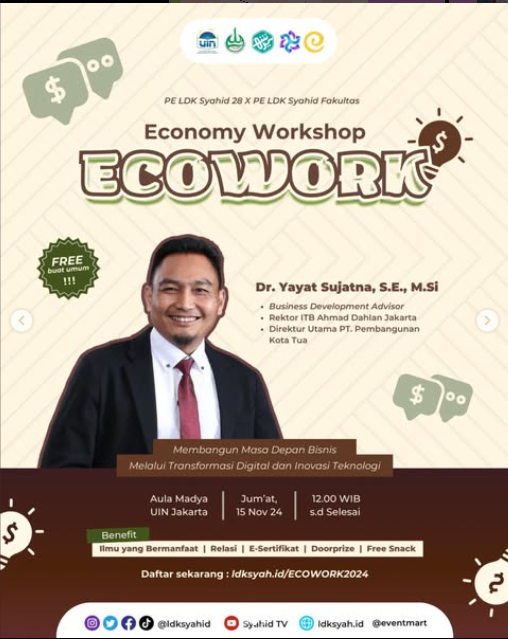 uin
PE LDK Syahid 28 X PE LDK Syahid Fakultas
Economy Workshop
ECOWORK
FREE
buat umum
!!!
Dr. Yayat Sujatna, S.E., M.Si
• Business Development Advisor
• Rektor ITB Ahmad Dahlan Jakarta
• Direktur Utama PT. Pembangunan
Kota Tua
Membangun Masa Depan Bisnis
Melalui Transformasi Digital dan Inovasi Teknologi
Aula Madya
UIN Jakarta
Jum'at,
15 Nov 24
12.00 WIB
s.d Selesai
Benefit
Ilmu yang Bermanfaat | Relasi | E-Sertifikat | Doorprize | Free Snack
Daftar sekarang : ldksyah.id/ECOWORK2024
@ldksyahid Syahid TV ldksyah.id @eventmart